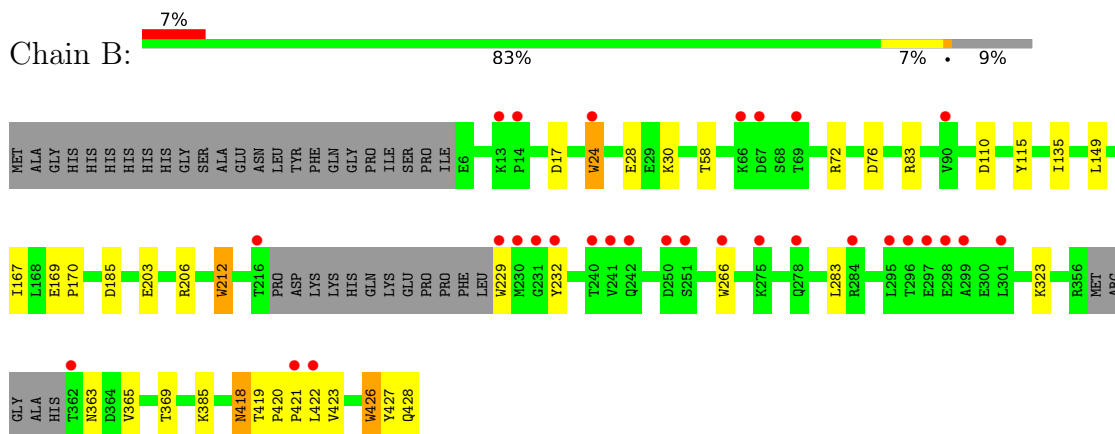 7%
Chain B:
83% 7% • 9%
MET ALA GLY HIS HIS HIS HIS HIS HIS GLY SER ALA GLU ASN LEU TYR PHE GLN GLY PRO ILE SER PRO ILE E6 K13 P14 D17 W24 E28 E29 K30 T58 K66 D67 S68 T69 R72 D76 R83 V90 D110 Y115 I135 L149
I167 L168 E169 P170 D185 E203 R206 W212 T216 PRO ASP LYS LYS HIS GLN LYS GLU PRO PRO PHE LEU W229 M230 G231 Y232 T240 V241 Q242 D250 S251 W266 K275 Q278 L283 R284 L295 T296 E297 E298 A299 E300 L301 K323 R356 MET ARG
GLY ALA HIS T362 N363 D364 V365 T369 K385 N418 T419 P420 P421 L422 V423 W426 Y427 Q428